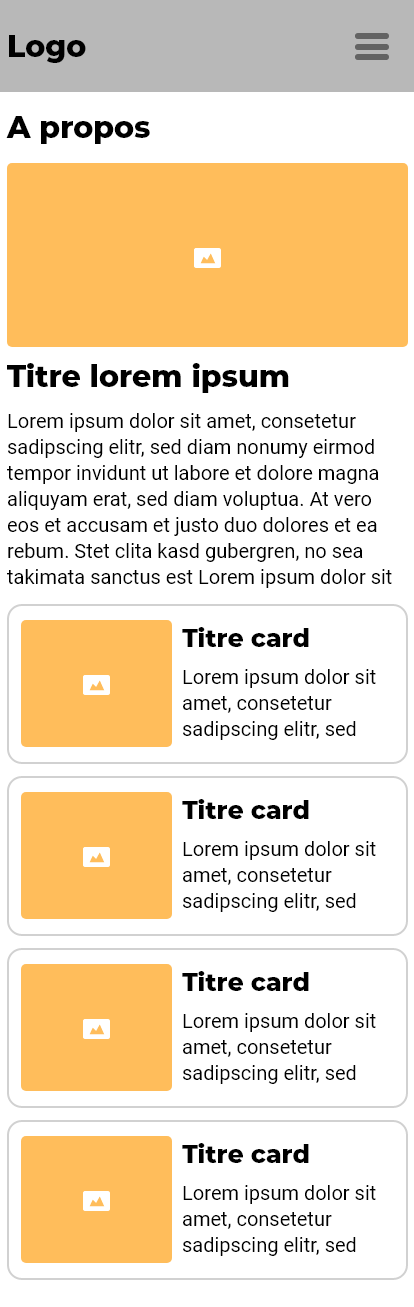 Logo
A propos
Titre lorem ipsum
Lorem ipsum dolor sit amet, consetetur
sadipscing elitr, sed diam nonumy eirmod
tempor invidunt ut labore et dolore magna
aliquyam erat, sed diam voluptua. At vero
eos et accusam et justo duo dolores et ea
rebum. Stet clita kasd gubergren, no sea
takimata sanctus est Lorem ipsum dolor sit
Titre card
Lorem ipsum dolor sit
amet, consetetur
sadipscing elitr, sed
Titre card
Lorem ipsum dolor sit
amet, consetetur
sadipscing elitr, sed
Titre card
Lorem ipsum dolor sit
amet, consetetur
sadipscing elitr, sed
Titre card
Lorem ipsum dolor sit
amet, consetetur
sadipscing elitr, sed